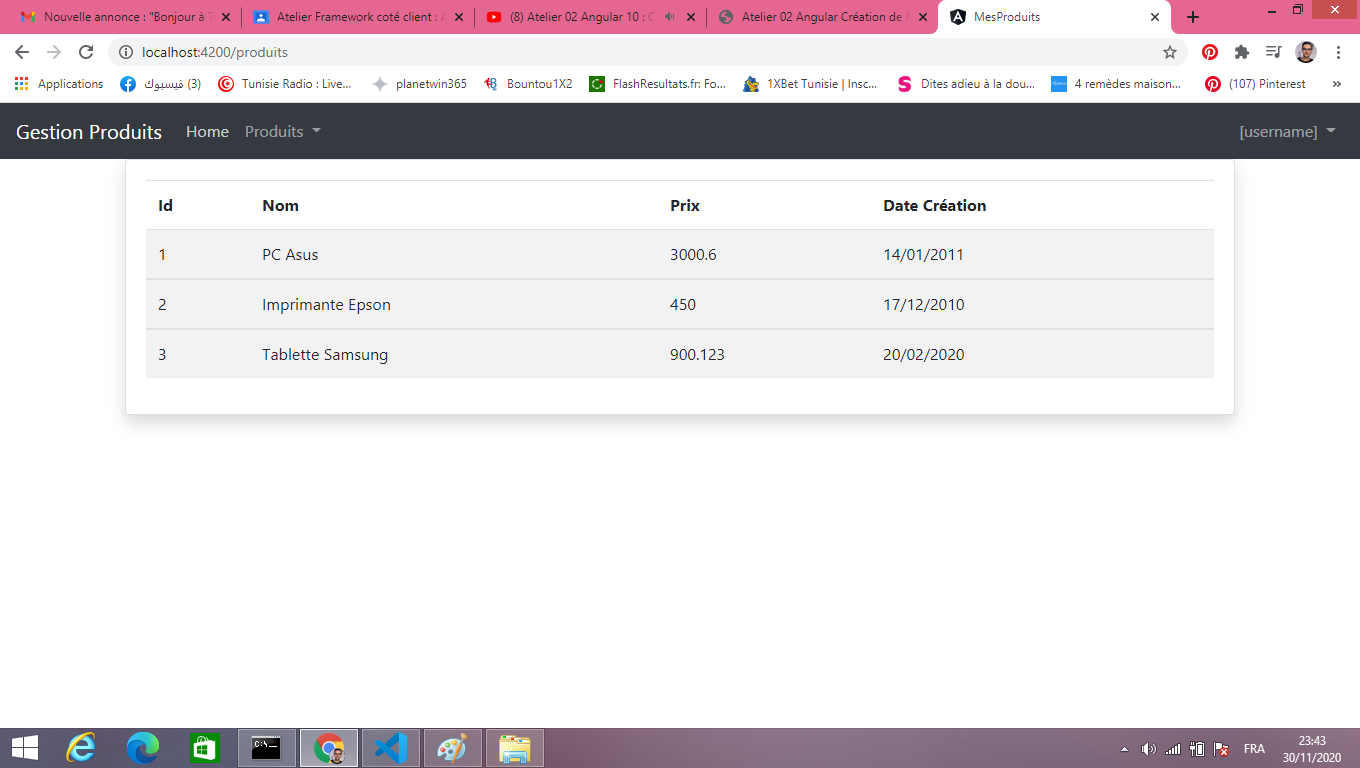 Nouvelle annonce : "Bonjour à T
Atelier Framework coté client : A
(8) Atelier 02 Angular 10 : C
Atelier 02 Angular Création de f
MesProduits
localhost:4200/produits
Applications
(3) فيسبوك
Tunisie Radio : Live...
planetwin365
Bountou1X2
FlashResultats.fr: Fo...
1XBet Tunisie | Insc...
Dites adieu à la dou...
4 remèdes maison...
(107) Pinterest
»
Gestion Produits
Home
Produits
[username]
Id Nom Prix Date Création
1 PC Asus 3000.6 14/01/2011
2 Imprimante Epson 450 17/12/2010
3 Tablette Samsung 900.123 20/02/2020
C:\_
FRA
23:43
30/11/2020